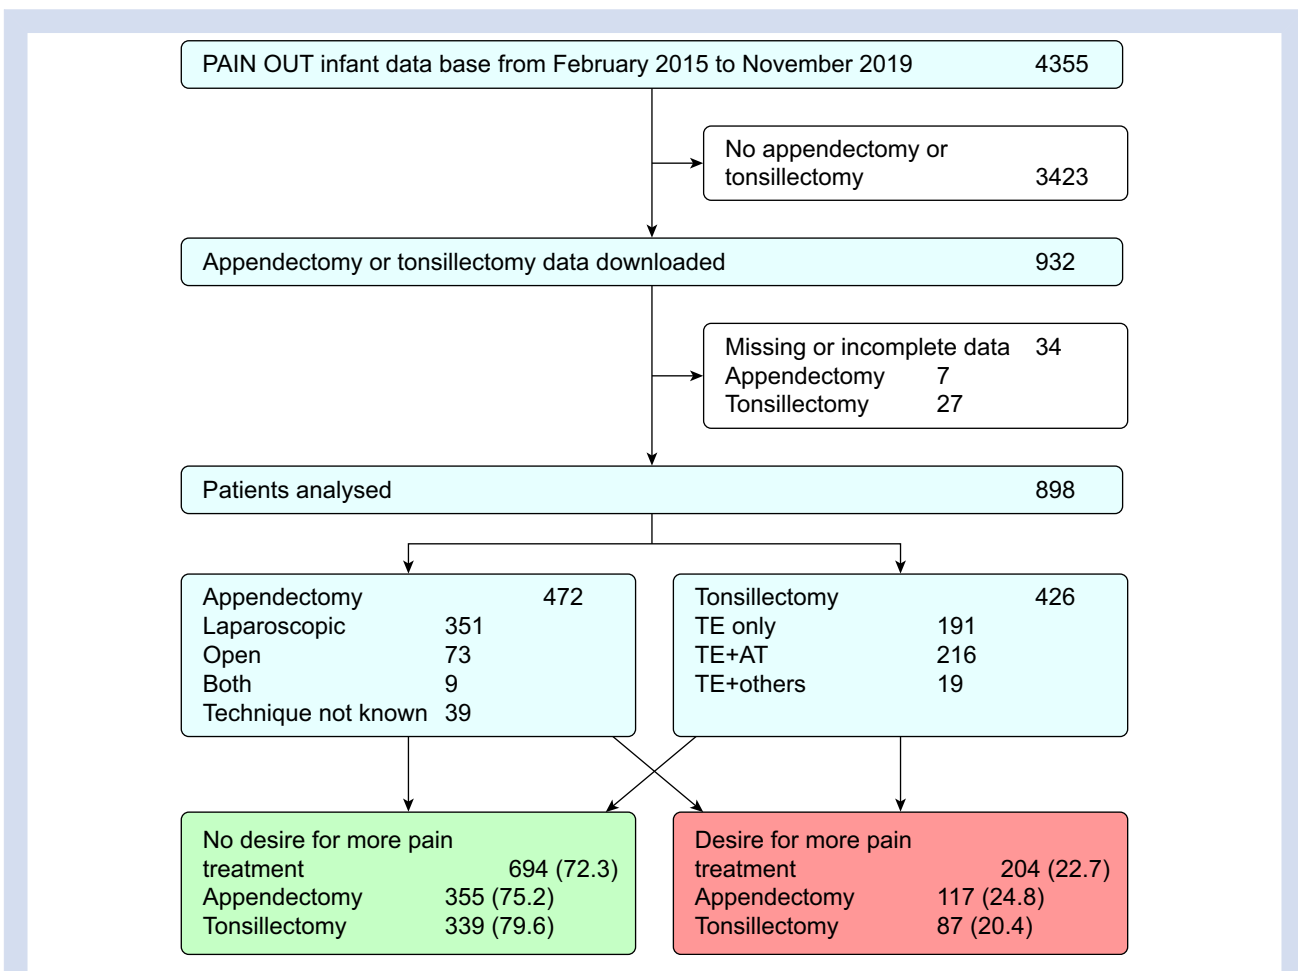 PAIN OUT infant data base from February 2015 to November 2019 4355
No appendectomy or
tonsillectomy 3423
Appendectomy or tonsillectomy data downloaded 932
Missing or incomplete data 34
Appendectomy 7
Tonsillectomy 27
Patients analysed 898
Appendectomy 472
Laparoscopic 351
Open 73
Both 9
Technique not known 39
Tonsillectomy 426
TE only 191
TE+AT 216
TE+others 19
No desire for more pain
treatment 694 (72.3)
Appendectomy 355 (75.2)
Tonsillectomy 339 (79.6)
Desire for more pain
treatment 204 (22.7)
Appendectomy 117 (24.8)
Tonsillectomy 87 (20.4)